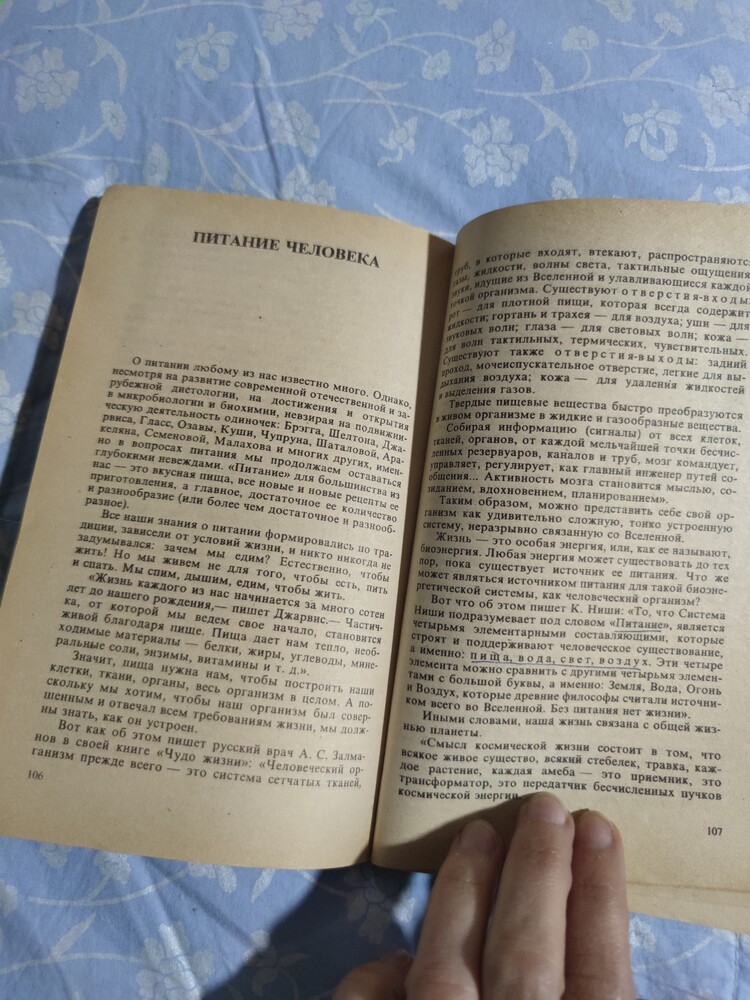 ПИТАНИЕ ЧЕЛОВЕКА
О питании любому из нас известно много. Однако,
несмотря на развитие современной отечественной и за-
рубежной диетологии, на достижения и открытия
в микробиологии и биохимии, невзирая на подвижни-
ческую деятельность одиночек: Брэгга, Шелтона, Джа-
рвиса, Гласс, Озавы, Куши, Чупруна, Шаталовой, Ара-
келяна, Семеновой, Малахова и многих других, имен-
но в вопросах питания мы продолжаем оставаться
глубокими невеждами. «Питание» для большинства из
нас — это вкусная пища, все новые и новые рецепты ее
приготовления, а главное, достаточное ее количество
и разнообразие (или более чем достаточное и разнооб-
разное).
Все наши знания о питании формировались по тра-
диции, зависели от условий жизни, и никто никогда не
задумывался: зачем мы едим? Естественно, чтобы
жить! Но мы живем не для того, чтобы есть, пить
и спать. Мы спим, дышим, едим, чтобы жить.
«Жизнь каждого из нас начинается за много сотен
лет до нашего рождения,— пишет Джарвис.— Частич-
ка, от которой мы ведем свое начало, становится
живой благодаря пище. Пища дает нам тепло, необ-
ходимые материалы — белки, жиры, углеводы, мине-
ральные соли, энзимы, витамины и т. д.».
Значит, пища нужна нам, чтобы построить наши
клетки, ткани, органы, весь организм в целом. А по-
скольку мы хотим, чтобы наш организм был совер-
шенным и отвечал всем требованиям жизни, мы долж-
ны знать, как он устроен.
Вот как об этом пишет русский врач А. С. Залма-
нов в своей книге «Чудо жизни»: «Человеческий ор-
ганизм прежде всего — это система сетчатых тканей,
106
труб, в которые входят, втекают, распространяются
газы, жидкости, волны света, тактильные ощущения,
звуки, идущие из Вселенной и улавливающиеся каждой
точкой организма. Существуют отверстия-входы:
рот — для плотной пищи, которая всегда содержит
жидкости; гортань и трахея — для воздуха; уши — для
звуковых волн; глаза — для световых волн; кожа —
для волн тактильных, термических, чувствительных.
Существуют также отверстия-выходы: задний
проход, мочеиспускательное отверстие, легкие для вы-
дыхания воздуха; кожа — для удаления жидкостей
и выделения газов.
Твердые пищевые вещества быстро преобразуются
в живом организме в жидкие и газообразные вещества.
Собирая информацию (сигналы) от всех клеток,
тканей, органов, от каждой мельчайшей точки бесчис-
ленных резервуаров, каналов и труб, мозг командует,
управляет, регулирует, как главный инженер путей со-
общения... Активность мозга становится мыслью, со-
зиданием, вдохновением, планированием».
Таким образом, можно представить себе свой ор-
ганизм как удивительно сложную, тонко устроенную
систему, неразрывно связанную со Вселенной.
Жизнь — это особая энергия, или, как ее называют,
биоэнергия. Любая энергия может существовать до тех
пор, пока существует источник ее питания. Что же
может являться источником питания для такой биоэне-
ргетической системы, как человеческий организм?
Вот что об этом пишет К. Ниши: «То, что Система
Ниши подразумевает под словом «Питание», является
четырьмя элементарными составляющими, которые
строят и поддерживают человеческое существование,
а именно: пища, вода, свет, воздух. Эти четыре
элемента можно сравнить с другими четырьмя элемен-
тами с большой буквы, а именно: Земля, Вода, Огонь
и Воздух, которые древние философы считали источни-
ком всего во Вселенной. Без питания нет жизни».
Иными словами, наша жизнь связана с общей жиз-
нью планеты.
«Смысл космической жизни состоит в том, что
всякое живое существо, всякий стебелек, травка, каж-
дое растение, каждая амеба — это приемник, это
трансформатор, это передатчик бесчисленных пучков
космической энергии
107